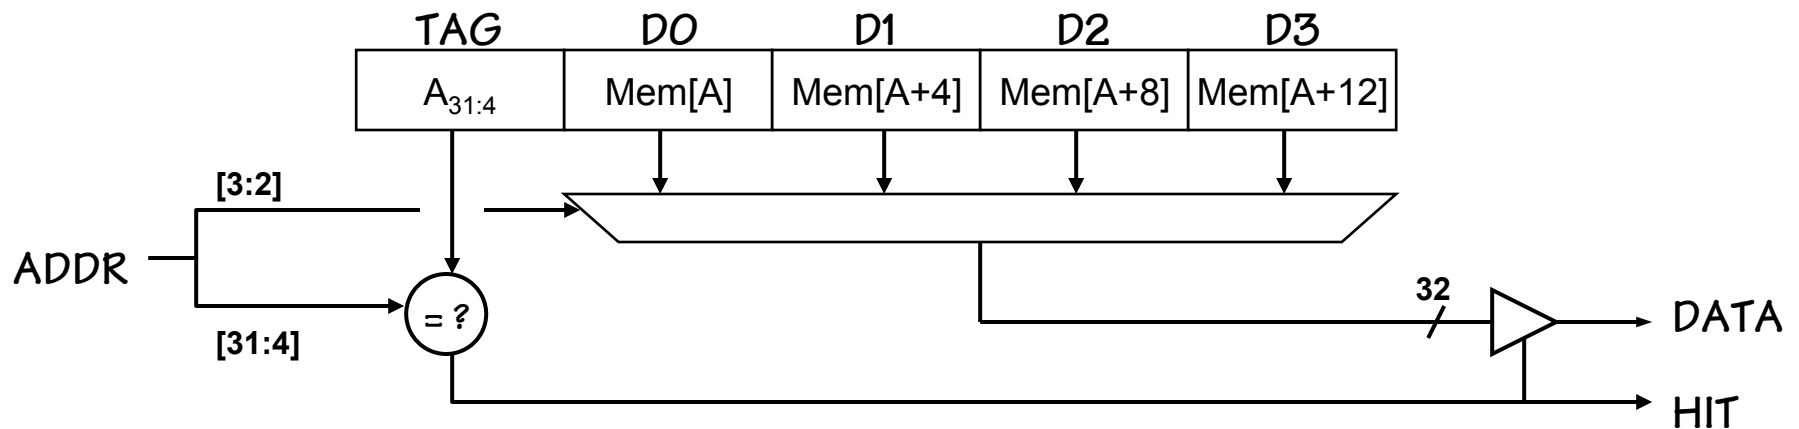 TAG D0 D1 D2 D3
A31:4 Mem[A] Mem[A+4] Mem[A+8] Mem[A+12]
[3:2]
ADDR
= ?
[31:4]
32
DATA
HIT